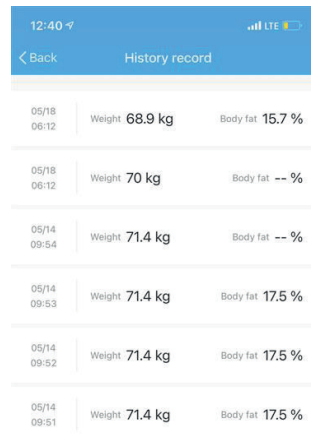 12:40 LTE
Back History record
05/18
06:12
Weight 68.9 kg Body fat 15.7 %
05/18
06:12
Weight 70 kg Body fat -- %
05/14
09:54
Weight 71.4 kg Body fat -- %
05/14
09:53
Weight 71.4 kg Body fat 17.5 %
05/14
09:52
Weight 71.4 kg Body fat 17.5 %
05/14
09:51
Weight 71.4 kg Body fat 17.5 %